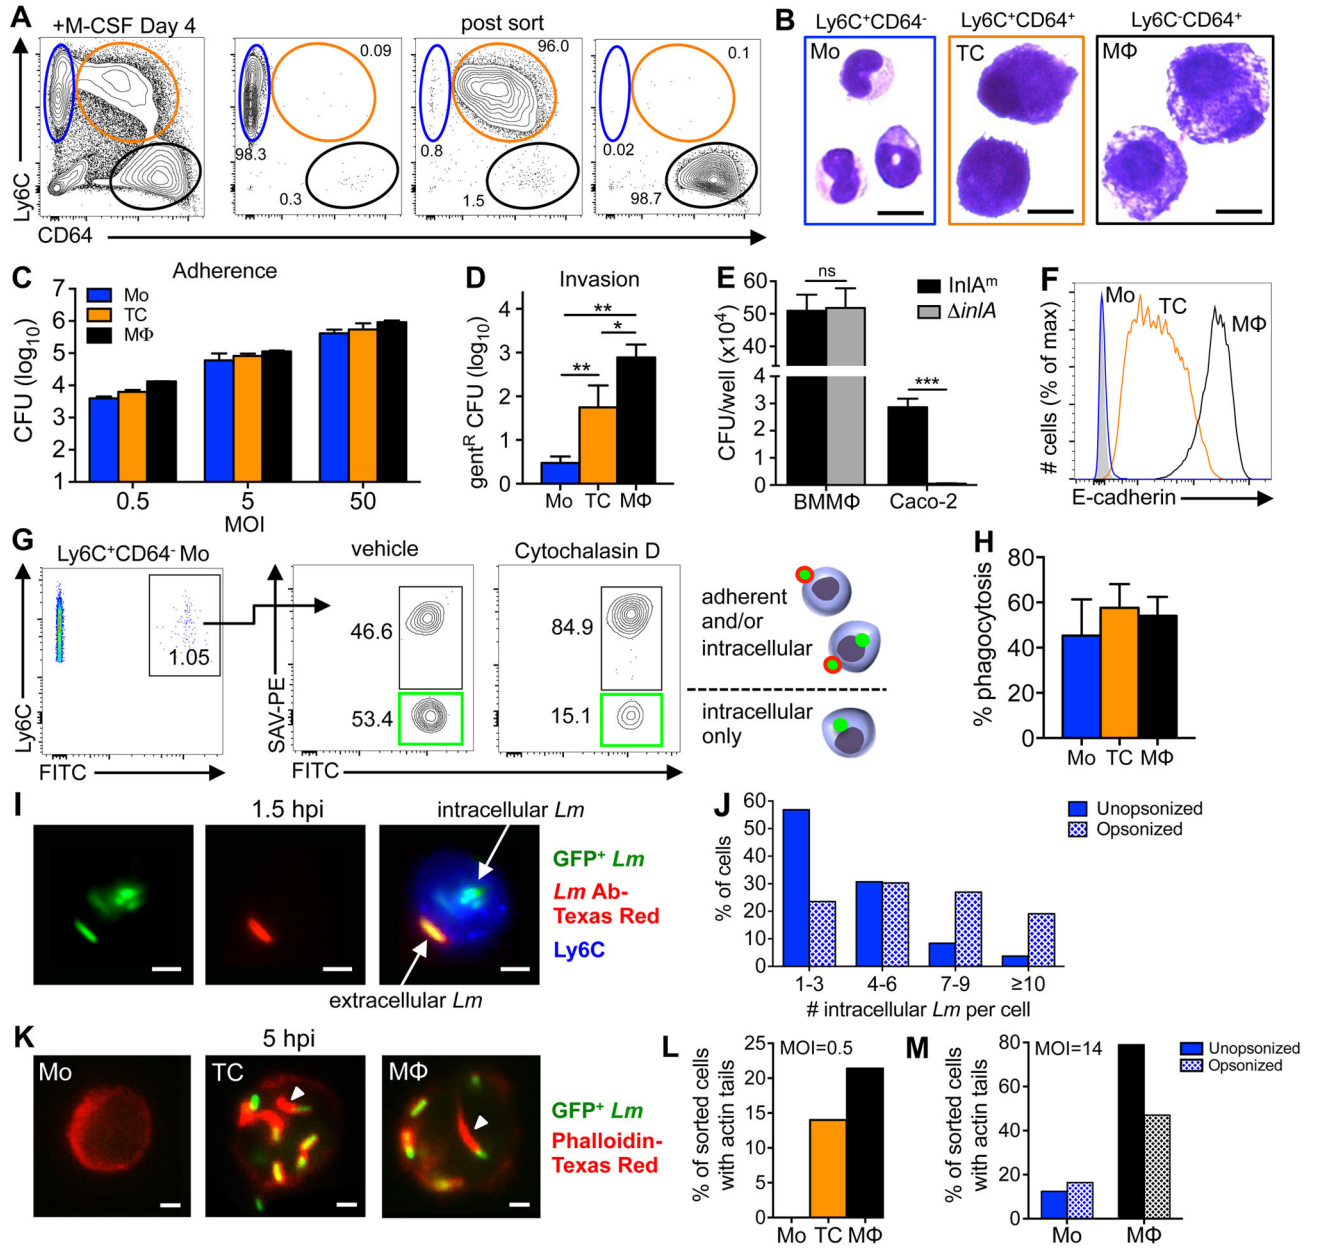 A
+M-CSF Day 4
post sort
Ly6C
CD64
0.09
98.3
0.3
96.0
0.8
1.5
0.1
0.02
98.7
B
Ly6C⁺CD64⁻
Ly6C⁺CD64⁺
Ly6C⁻CD64⁺
Mo
TC
MΦ
C
Adherence
CFU (log₁₀)
7
6
5
4
3
2
1
Mo
TC
MΦ
0.5
5
50
MOI
D
Invasion
gentᴿ CFU (log₁₀)
4
3
2
1
0
**
*
**
Mo
TC
MΦ
E
CFU/well (x10⁴)
60
50
40
4
3
2
1
0
ns
***
InlAᵐ
ΔinlA
BMMΦ
Caco-2
F
Mo
TC
MΦ
# cells (% of max)
E-cadherin
G
Ly6C⁺CD64⁻ Mo
vehicle
Cytochalasin D
Ly6C
1.05
FITC
SAV-PE
46.6
53.4
84.9
15.1
FITC
adherent
and/or
intracellular
intracellular
only
H
% phagocytosis
80
60
40
20
0
Mo
TC
MΦ
I
1.5 hpi
intracellular Lm
extracellular Lm
GFP⁺ Lm
Lm Ab-
Texas Red
Ly6C
J
% of cells
60
50
40
30
20
10
0
Unopsonized
Opsonized
1-3
4-6
7-9
≥10
# intracellular Lm per cell
K
5 hpi
Mo
TC
MΦ
GFP⁺ Lm
Phalloidin-
Texas Red
L
% of sorted cells
with actin tails
25
20
15
10
5
0
MOI=0.5
Mo
TC
MΦ
M
% of sorted cells
with actin tails
80
60
40
20
0
MOI=14
Unopsonized
Opsonized
Mo
MΦ